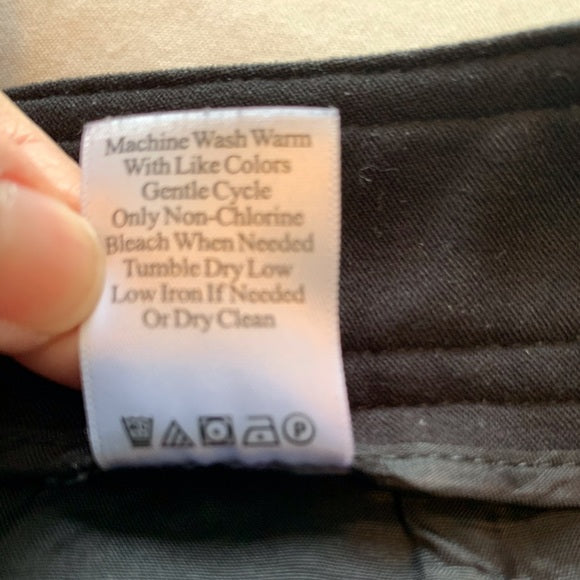 Machine Wash Warm
With Like Colors
Gentle Cycle
Only Non-Chlorine
Bleach When Needed
Tumble Dry Low
Low Iron If Needed
Or Dry Clean
P